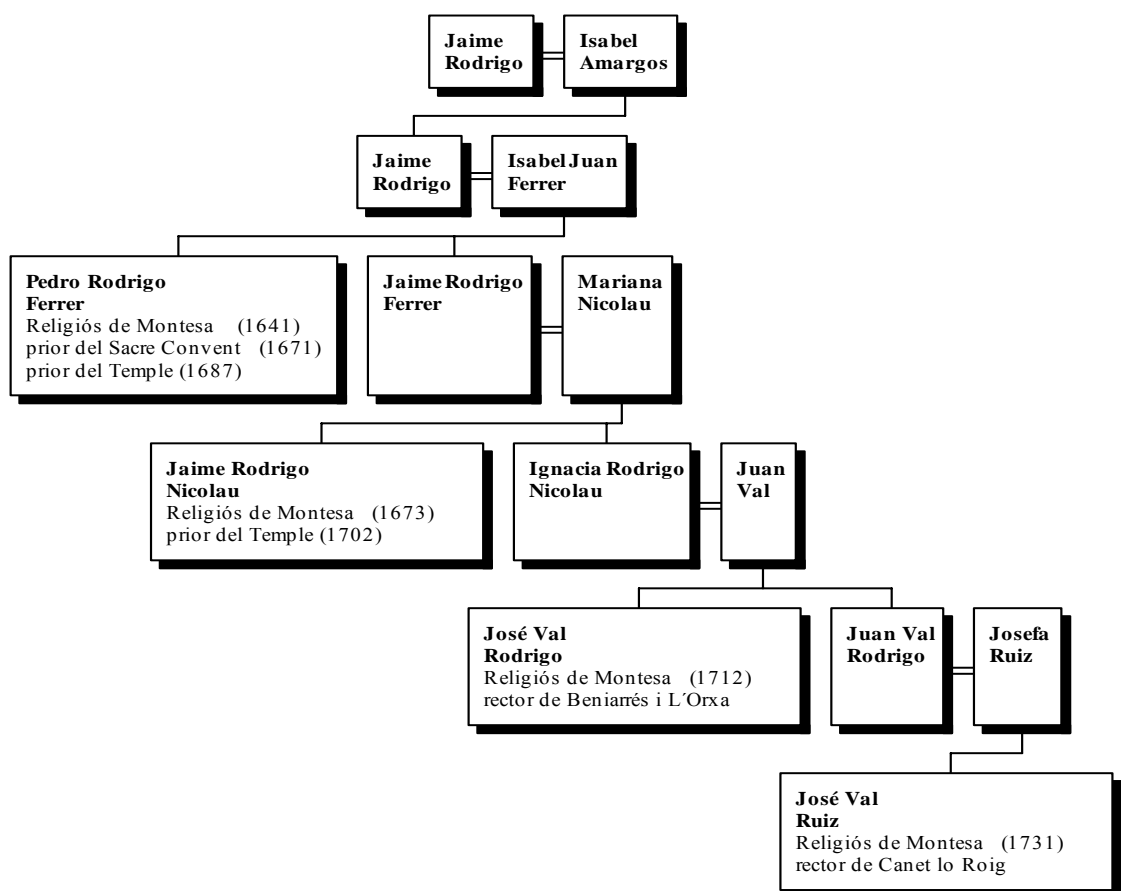 Jaime
Rodrigo
Isabel
Amargos
Jaime
Rodrigo
Isabel Juan
Ferrer
Pedro Rodrigo
Ferrer
Religiós de Montesa (1641)
prior del Sacre Convent (1671)
prior del Temple (1687)
Jaime Rodrigo
Ferrer
Mariana
Nicolau
Jaime Rodrigo
Nicolau
Religiós de Montesa (1673)
prior del Temple (1702)
Ignacia Rodrigo
Nicolau
Juan
Val
José Val
Rodrigo
Religiós de Montesa (1712)
rector de Beniarrés i L´Orxa
Juan Val
Rodrigo
Josefa
Ruiz
José Val
Ruiz
Religiós de Montesa (1731)
rector de Canet lo Roig